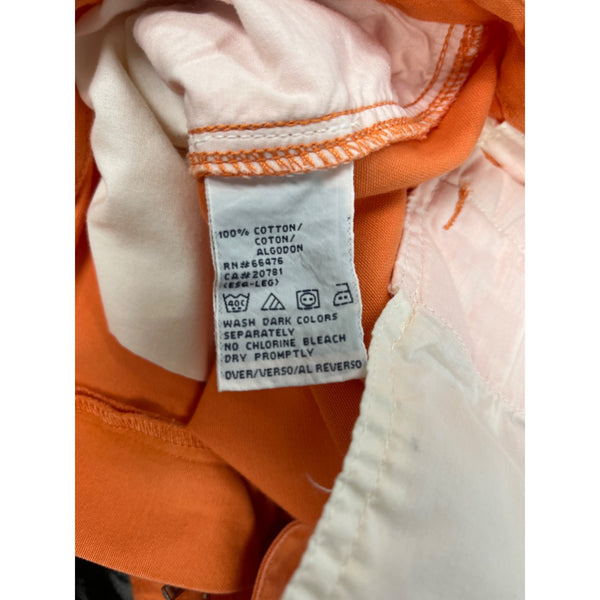 100% COTTON/
COTON/
ALGODON
RN#66476
CA#20781
(ESA-LEG)
40C
WASH DARK COLORS
SEPARATELY
NO CHLORINE BLEACH
DRY PROMPTLY
OVER/VERSO/AL REVERSO